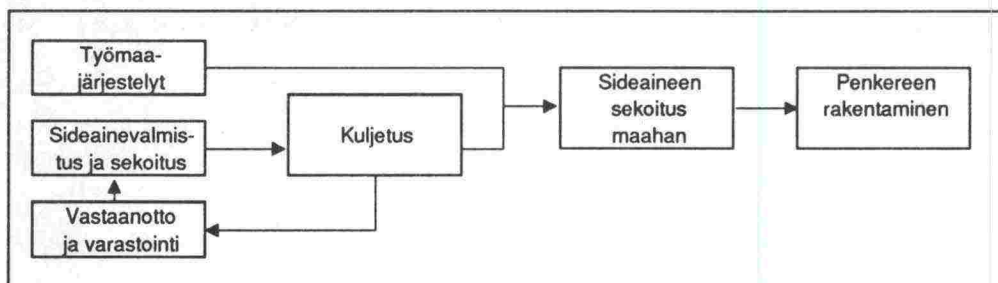 Työmaa-
järjestelyt
Sideainevalmis-
tus ja sekoitus
Vastaanotto
ja varastointi
Kuljetus
Sideaineen
sekoitus
maahan
Penkereen
rakentaminen